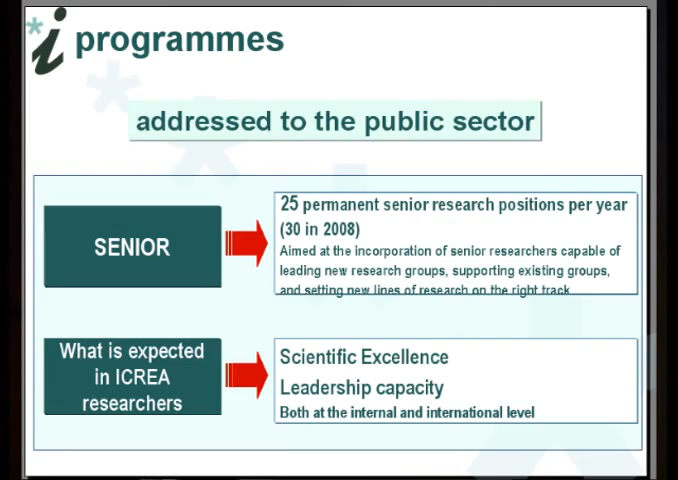 i programmes
addressed to the public sector
SENIOR
25 permanent senior research positions per year
(30 in 2008)
Aimed at the incorporation of senior researchers capable of
leading new research groups, supporting existing groups,
and setting new lines of research on the right track
What is expected
in ICREA
researchers
Scientific Excellence
Leadership capacity
Both at the internal and international level